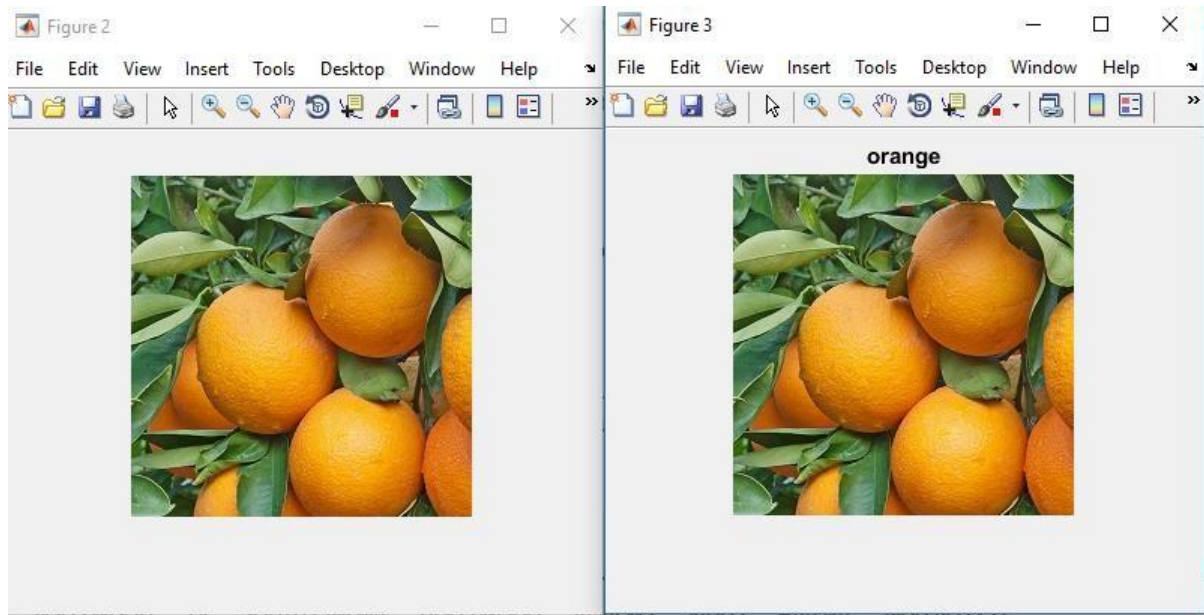 Figure 2
File Edit View Insert Tools Desktop Window Help
Figure 3
File Edit View Insert Tools Desktop Window Help
orange